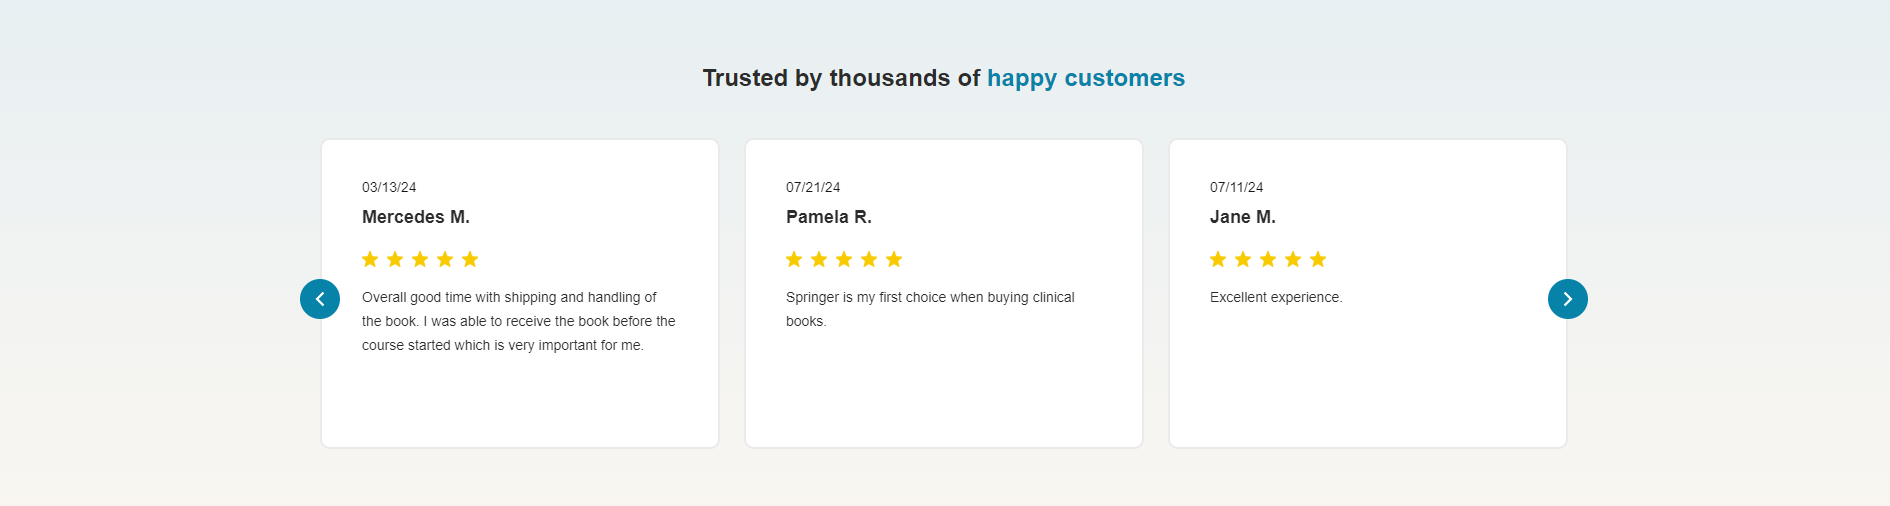 Trusted by thousands of happy customers
03/13/24
Mercedes M.
Overall good time with shipping and handling of
the book. I was able to receive the book before the
course started which is very important for me.
07/21/24
Pamela R.
Springer is my first choice when buying clinical
books.
07/11/24
Jane M.
Excellent experience.